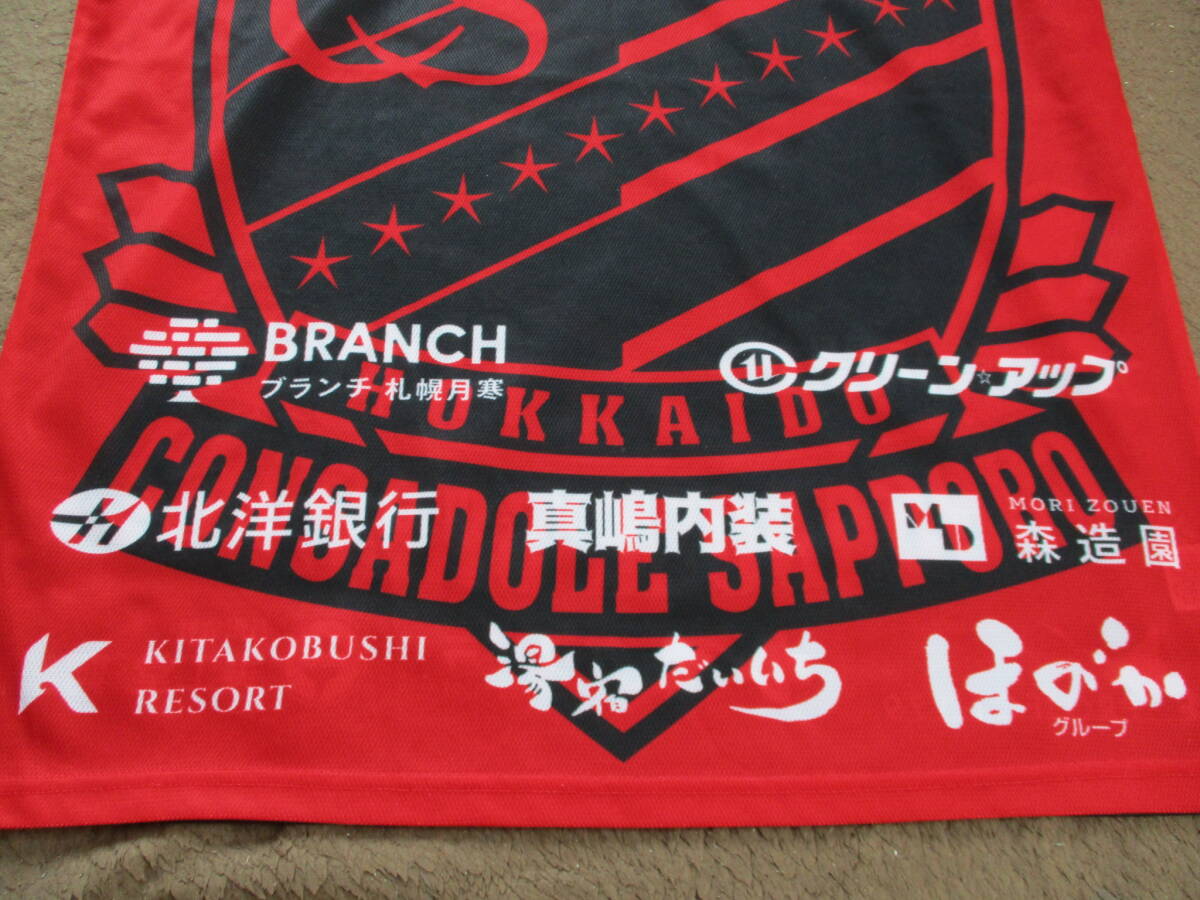 BRANCH
ブランチ 札幌月寒
クリーン☆アップ
HOKKAIDO
CONSADOLE SAPPORO
北洋銀行
真嶋内装
MORI ZOUEN
森造園
KITAKOBUSHI
RESORT
湯宿だいいち
ほのか
グループ